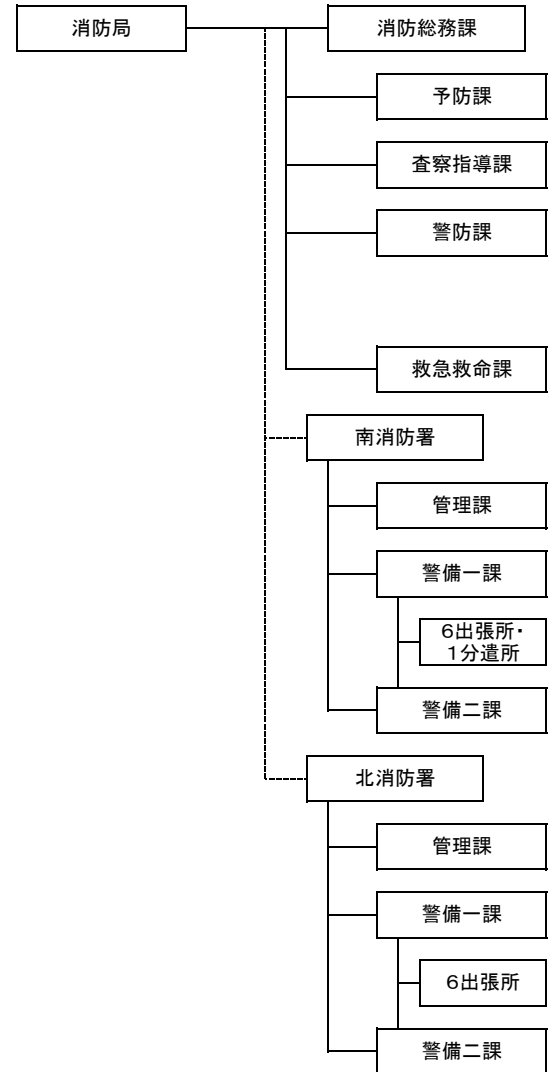 消防局
消防総務課
予防課
査察指導課
警防課
救急救命課
南消防署
管理課
警備一課
6出張所・
1分遣所
警備二課
北消防署
管理課
警備一課
6出張所
警備二課